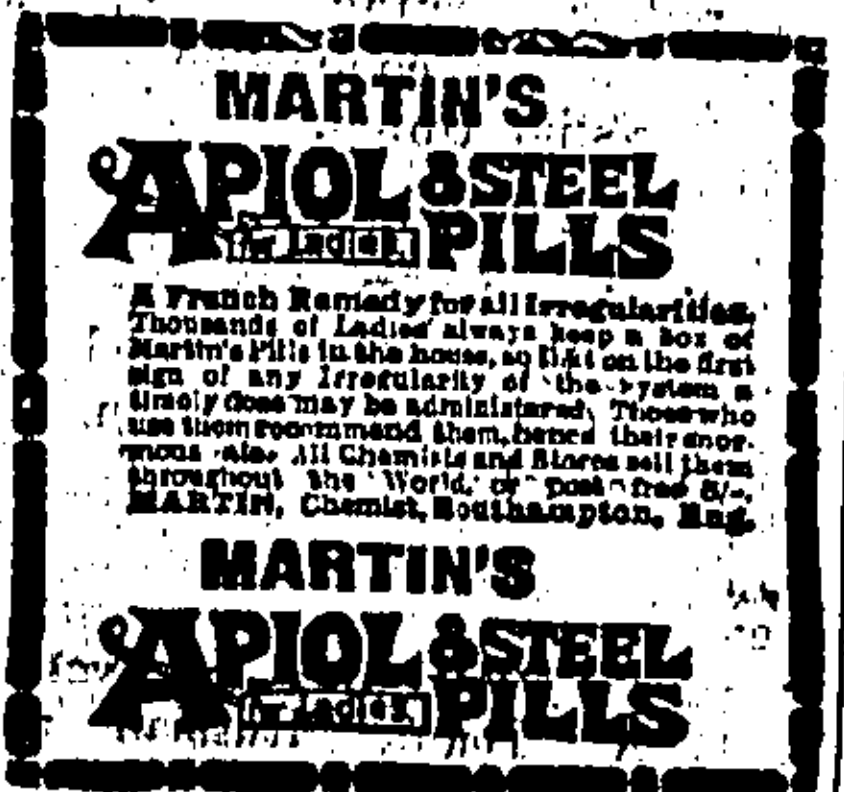 MARTIN'S
APIOL & STEEL
for Ladies. PILLS
A French Remedy for all Irregularities.
Thousands of Ladies always keep a box of
Martin's Pills in the house, so that on the first
sign of any Irregularity of the system a
timely dose may be administered. Those who
use them recommend them, hence their enor-
mous sale. All Chemists and Stores sell them
throughout the World, or post free 5/-.
MARTIN, Chemist, Southampton, Eng.
MARTIN'S
APIOL & STEEL
for Ladies. PILLS